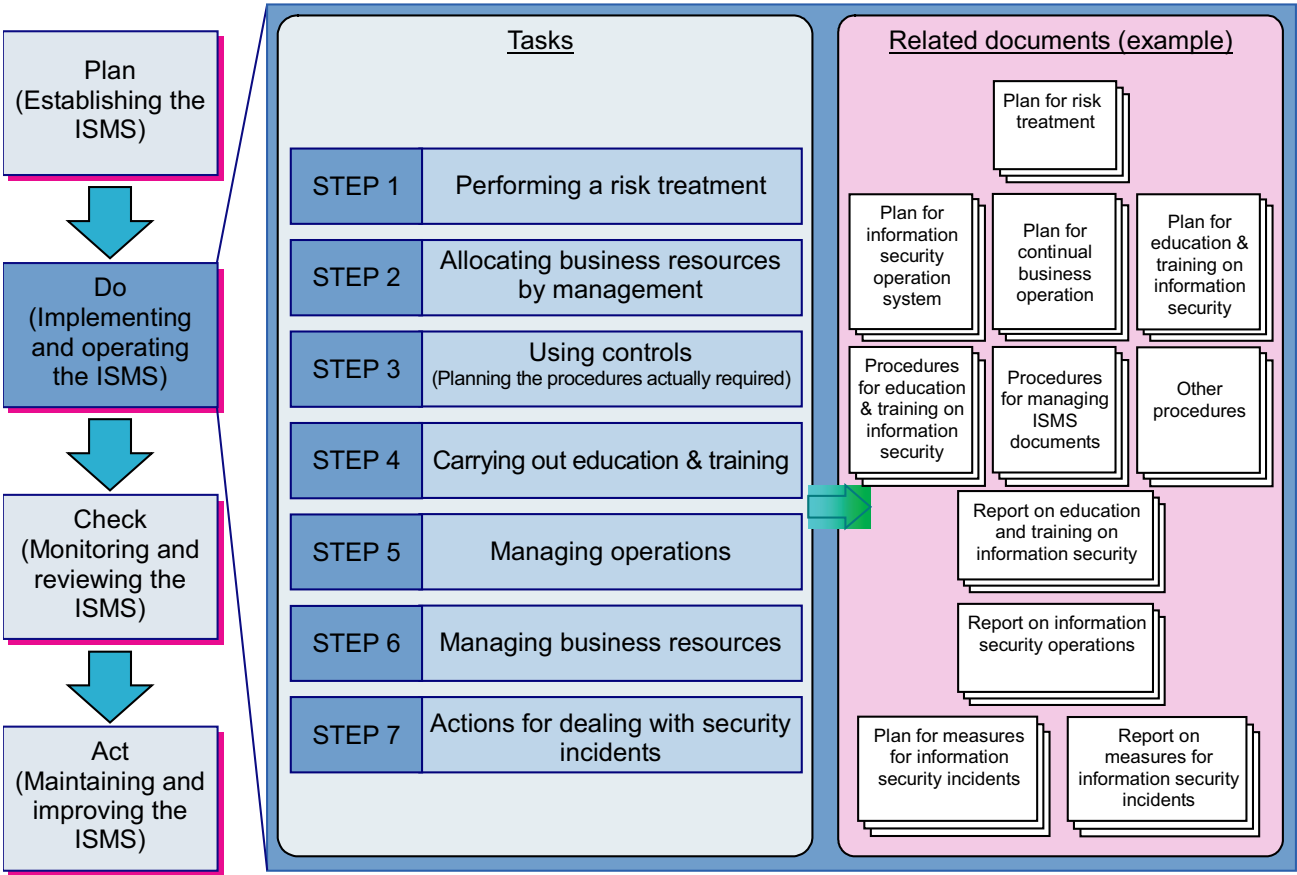 Plan
(Establishing the
ISMS)
Do
(Implementing
and operating
the ISMS)
Check
(Monitoring and
reviewing the
ISMS)
Act
(Maintaining and
improving the
ISMS)
Tasks
STEP 1
Performing a risk treatment
STEP 2
Allocating business resources
by management
STEP 3
Using controls
(Planning the procedures actually required)
STEP 4
Carrying out education & training
STEP 5
Managing operations
STEP 6
Managing business resources
STEP 7
Actions for dealing with security
incidents
Related documents (example)
Plan for risk
treatment
Plan for
information
security
operation
system
Plan for
continual
business
operation
Plan for
education &
training on
information
security
Procedures
for education
& training on
information
security
Procedures
for managing
ISMS
documents
Other
procedures
Report on education
and training on
information security
Report on information
security operations
Plan for measures
for information
security incidents
Report on
measures for
information security
incidents